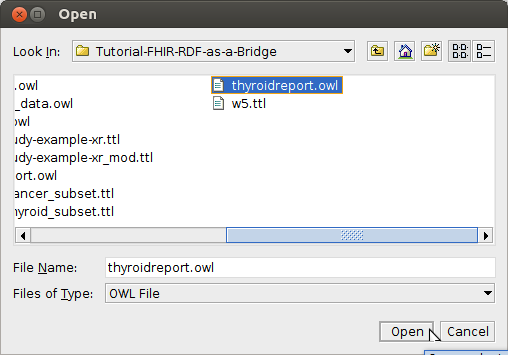 Open
Look In: Tutorial-FHIR-RDF-as-a-Bridge
.owl
_data.owl
owl
udy-example-xr.ttl
udy-example-xr_mod.ttl
ort.owl
ancer_subset.ttl
hyroid_subset.ttl
thyroidreport.owl
w5.ttl
File Name: thyroidreport.owl
Files of Type: OWL File
Open Cancel